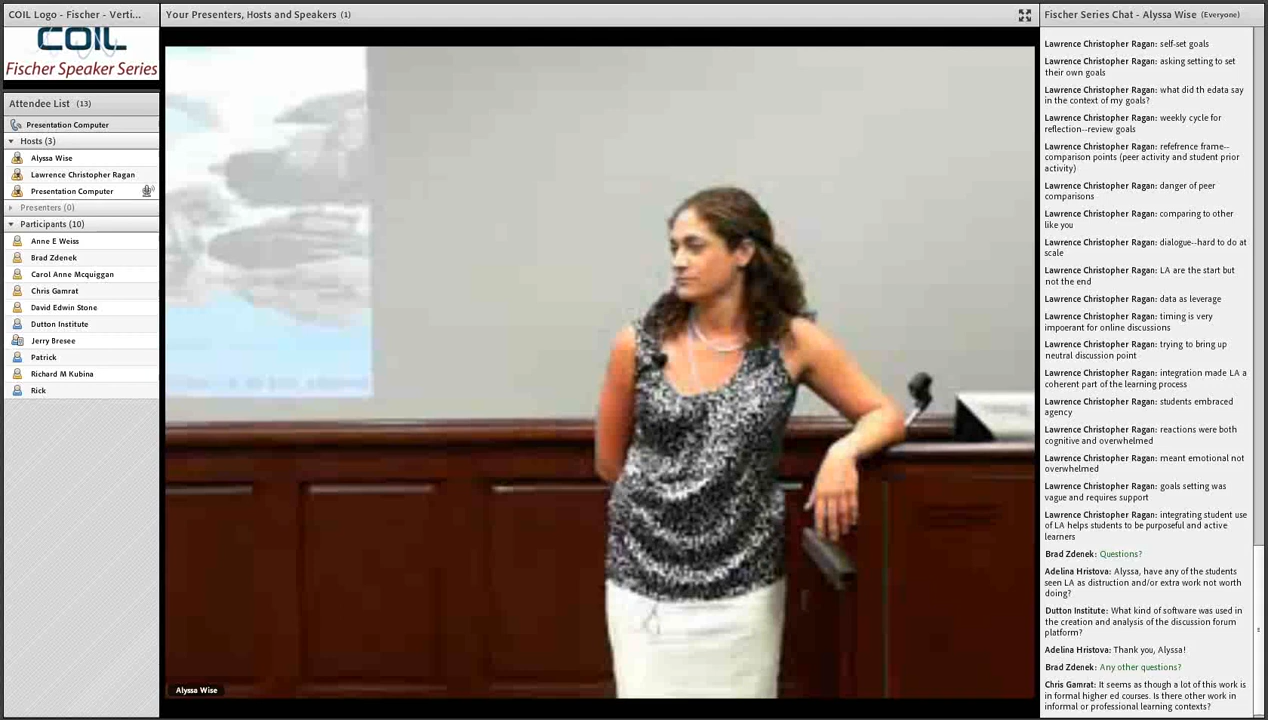 COIL Logo - Fischer - Verti...
COIL
Fischer Speaker Series
Attendee List (13)
Presentation Computer
Hosts (3)
Alyssa Wise
Lawrence Christopher Ragan
Presentation Computer
Presenters (0)
Participants (10)
Anne E Weiss
Brad Zdenek
Carol Anne Mcquiggan
Chris Gamrat
David Edwin Stone
Dutton Institute
Jerry Bresee
Patrick
Richard M Kubina
Rick
Your Presenters, Hosts and Speakers (1)
Alyssa Wise
Fischer Series Chat - Alyssa Wise (Everyone)
Lawrence Christopher Ragan: self-set goals
Lawrence Christopher Ragan: asking setting to set
their own goals
Lawrence Christopher Ragan: what did th edata say
in the context of my goals?
Lawrence Christopher Ragan: weekly cycle for
reflection--review goals
Lawrence Christopher Ragan: refefrence frame--
comparison points (peer activity and student prior
activity)
Lawrence Christopher Ragan: danger of peer
comparisons
Lawrence Christopher Ragan: comparing to other
like you
Lawrence Christopher Ragan: dialogue--hard to do at
scale
Lawrence Christopher Ragan: LA are the start but
not the end
Lawrence Christopher Ragan: data as leverage
Lawrence Christopher Ragan: timing is very
impoerant for online discussions
Lawrence Christopher Ragan: trying to bring up
neutral discussion point
Lawrence Christopher Ragan: integration made LA a
coherent part of the learning process
Lawrence Christopher Ragan: students embraced
agency
Lawrence Christopher Ragan: reactions were both
cognitive and overwhelmed
Lawrence Christopher Ragan: meant emotional not
overwhelmed
Lawrence Christopher Ragan: goals setting was
vague and requires support
Lawrence Christopher Ragan: integrating student use
of LA helps students to be purposeful and active
learners
Brad Zdenek: Questions?
Adelina Hristova: Alyssa, have any of the students
seen LA as distruction and/or extra work not worth
doing?
Dutton Institute: What kind of software was used in
the creation and analysis of the discussion forum
platform?
Adelina Hristova: Thank you, Alyssa!
Brad Zdenek: Any other questions?
Chris Gamrat: It seems as though a lot of this work is
in formal higher ed courses. Is there other work in
informal or professional learning contexts?